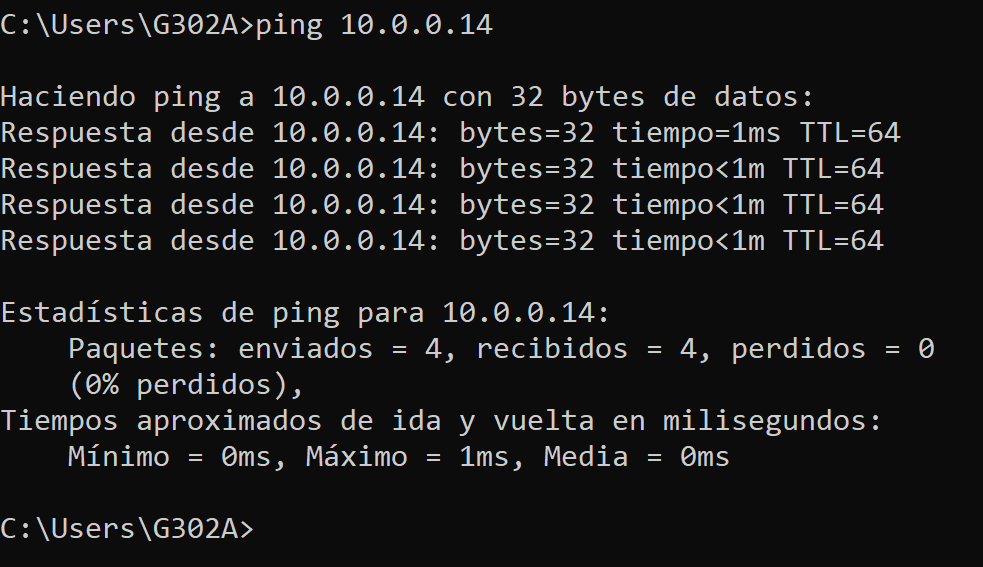 C:\Users\G302A>ping 10.0.0.14
Haciendo ping a 10.0.0.14 con 32 bytes de datos:
Respuesta desde 10.0.0.14: bytes=32 tiempo=1ms TTL=64
Respuesta desde 10.0.0.14: bytes=32 tiempo<1m TTL=64
Respuesta desde 10.0.0.14: bytes=32 tiempo<1m TTL=64
Respuesta desde 10.0.0.14: bytes=32 tiempo<1m TTL=64
Estadísticas de ping para 10.0.0.14:
    Paquetes: enviados = 4, recibidos = 4, perdidos = 0
    (0% perdidos),
Tiempos aproximados de ida y vuelta en milisegundos:
    Mínimo = 0ms, Máximo = 1ms, Media = 0ms
C:\Users\G302A>